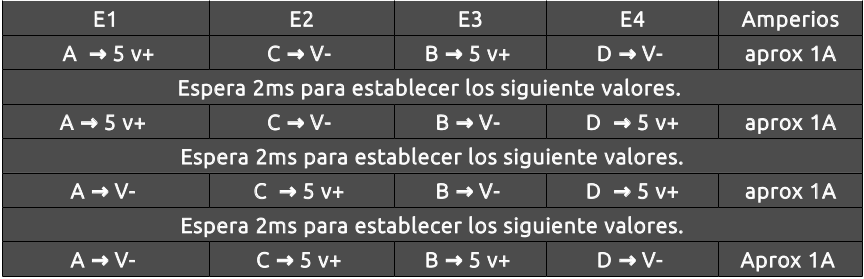 E1 E2 E3 E4 Amperios
A → 5 v+ C → V- B → 5 v+ D → V- aprox 1A
Espera 2ms para establecer los siguiente valores.
A → 5 v+ C → V- B → V- D → 5 v+ aprox 1A
Espera 2ms para establecer los siguiente valores.
A → V- C → 5 v+ B → V- D → 5 v+ aprox 1A
Espera 2ms para establecer los siguiente valores.
A → V- C → 5 v+ B → 5 v+ D → V- Aprox 1A